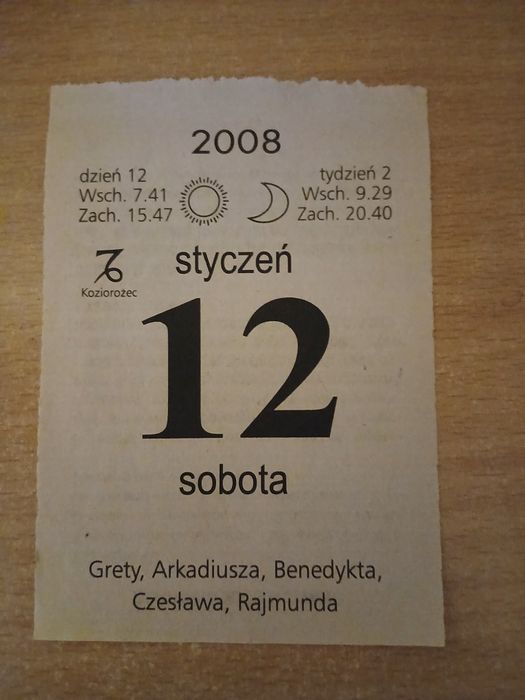 2008
dzień 12
Wsch. 7.41
Zach. 15.47
tydzień 2
Wsch. 9.29
Zach. 20.40
Koziorożec
styczeń
12
sobota
Grety, Arkadiusza, Benedykta,
Czesława, Rajmunda